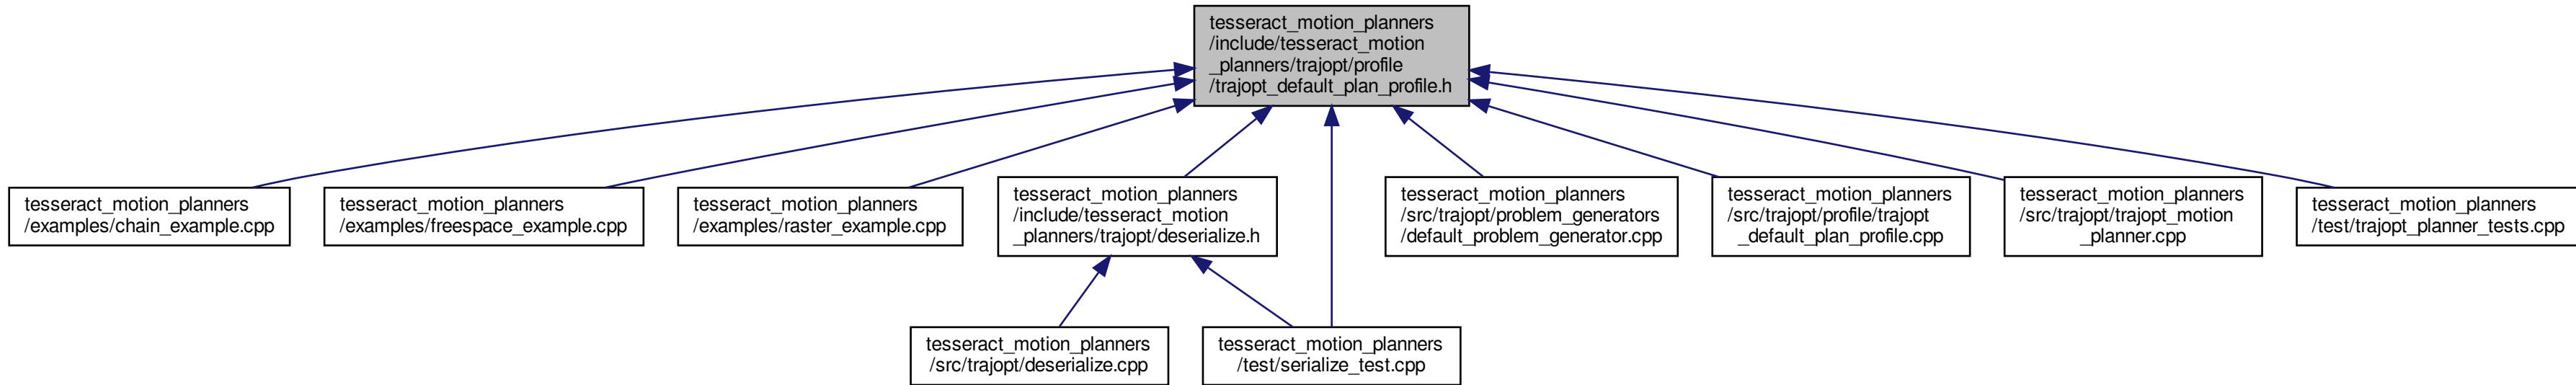 tesseract_motion_planners
/include/tesseract_motion
_planners/trajopt/profile
/trajopt_default_plan_profile.h
tesseract_motion_planners
/examples/chain_example.cpp
tesseract_motion_planners
/examples/freespace_example.cpp
tesseract_motion_planners
/examples/raster_example.cpp
tesseract_motion_planners
/include/tesseract_motion
_planners/trajopt/deserialize.h
tesseract_motion_planners
/src/trajopt/problem_generators
/default_problem_generator.cpp
tesseract_motion_planners
/src/trajopt/profile/trajopt
_default_plan_profile.cpp
tesseract_motion_planners
/src/trajopt/trajopt_motion
_planner.cpp
tesseract_motion_planners
/test/trajopt_planner_tests.cpp
tesseract_motion_planners
/src/trajopt/deserialize.cpp
tesseract_motion_planners
/test/serialize_test.cpp